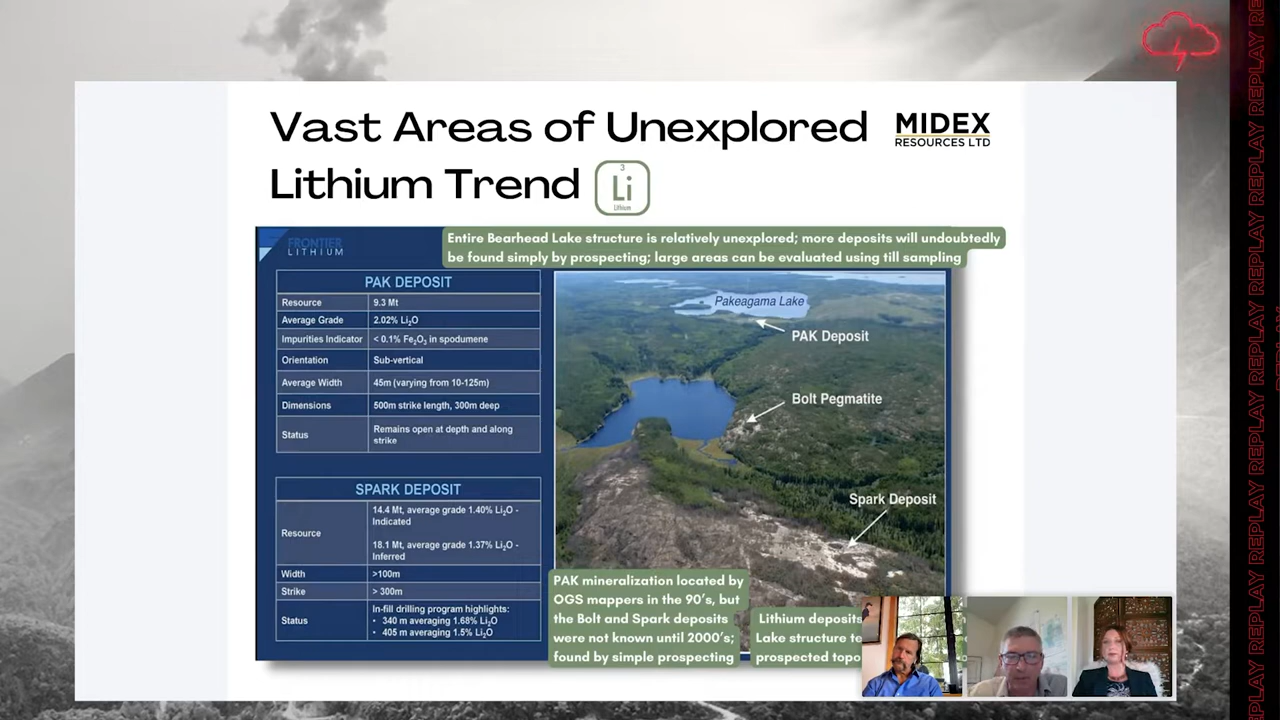 Vast Areas of Unexplored
Lithium Trend
3
Li
Lithium
MIDEX
RESOURCES LTD
FRONTIER
LITHIUM
Entire Bearhead Lake structure is relatively unexplored; more deposits will undoubtedly
be found simply by prospecting; large areas can be evaluated using till sampling
PAK DEPOSIT
Resource 9.3 Mt
Average Grade 2.02% Li₂O
Impurities Indicator < 0.1% Fe₂O₃ in spodumene
Orientation Sub-vertical
Average Width 45m (varying from 10-125m)
Dimensions 500m strike length, 300m deep
Status Remains open at depth and along
strike
SPARK DEPOSIT
Resource 14.4 Mt, average grade 1.40% Li₂O -
Indicated
18.1 Mt, average grade 1.37% Li₂O -
Inferred
Width >100m
Strike > 300m
Status In-fill drilling program highlights:
• 340 m averaging 1.68% Li₂O
• 405 m averaging 1.5% Li₂O
Pakeagama Lake
PAK Deposit
Bolt Pegmatite
Spark Deposit
PAK mineralization located by
OGS mappers in the 90's, but
the Bolt and Spark deposits
were not known until 2000's;
found by simple prospecting
Lithium deposits
Lake structure te
prospected topo
REPLAY REPLAY REPLAY REPLAY REPLAY REPLAY REPLAY REPLAY REPLAY
REPLAY